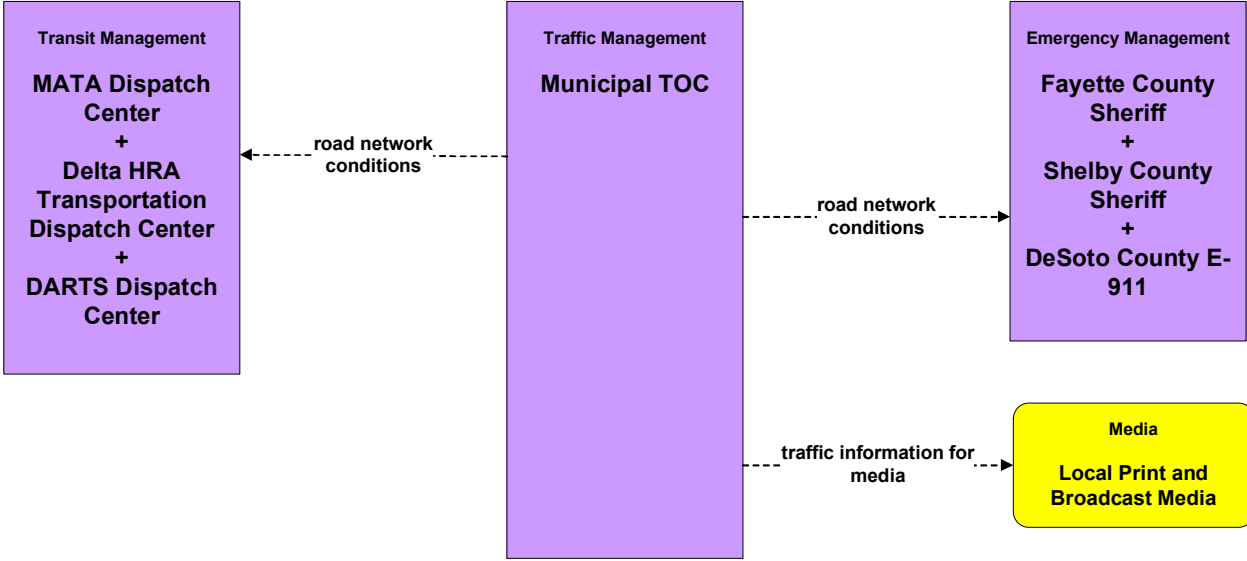 Transit Management
MATA Dispatch
Center
+
Delta HRA
Transportation
Dispatch Center
+
DARTS Dispatch
Center
road network
conditions
Traffic Management
Municipal TOC
road network
conditions
traffic information for
media
Emergency Management
Fayette County
Sheriff
+
Shelby County
Sheriff
+
DeSoto County E-
911
Media
Local Print and
Broadcast Media